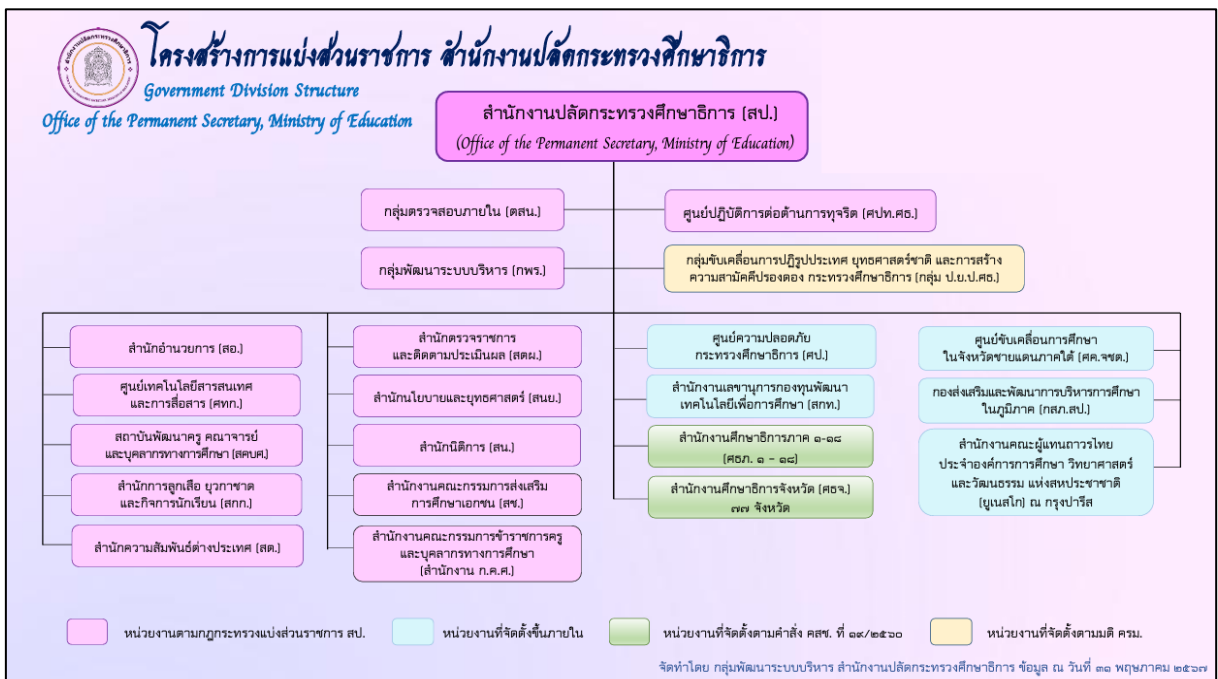 โครงสร้างการแบ่งส่วนราชการ สำนักงานปลัดกระทรวงศึกษาธิการ
Government Division Structure
Office of the Permanent Secretary, Ministry of Education
สำนักงานปลัดกระทรวงศึกษาธิการ (สป.)
(Office of the Permanent Secretary, Ministry of Education)
กลุ่มตรวจสอบภายใน (ตสน.)
ศูนย์ปฏิบัติการต่อต้านการทุจริต (ศปท.ศธ.)
กลุ่มพัฒนาระบบบริหาร (กพร.)
กลุ่มขับเคลื่อนการปฏิรูปประเทศ ยุทธศาสตร์ชาติ และการสร้าง
ความสามัคคีปรองดอง กระทรวงศึกษาธิการ (กลุ่ม ป.ย.ป.ศธ.)
สำนักอำนวยการ (สอ.)
ศูนย์เทคโนโลยีสารสนเทศ
และการสื่อสาร (ศทก.)
สถาบันพัฒนาครู คณาจารย์
และบุคลากรทางการศึกษา (สคบศ.)
สำนักการลูกเสือ ยุวกาชาด
และกิจการนักเรียน (สกก.)
สำนักความสัมพันธ์ต่างประเทศ (สต.)
สำนักตรวจราชการ
และติดตามประเมินผล (สตผ.)
สำนักนโยบายและยุทธศาสตร์ (สนย.)
สำนักนิติการ (สน.)
สำนักงานคณะกรรมการส่งเสริม
การศึกษาเอกชน (สช.)
สำนักงานคณะกรรมการข้าราชการครู
และบุคลากรทางการศึกษา
(สำนักงาน ก.ค.ศ.)
ศูนย์ความปลอดภัย
กระทรวงศึกษาธิการ (ศป.)
สำนักงานเลขานุการกองทุนพัฒนา
เทคโนโลยีเพื่อการศึกษา (สกท.)
สำนักงานศึกษาธิการภาค ๑-๑๘
(ศธภ. ๑ - ๑๘)
สำนักงานศึกษาธิการจังหวัด (ศธจ.)
๗๗ จังหวัด
ศูนย์ขับเคลื่อนการศึกษา
ในจังหวัดชายแดนภาคใต้ (ศค.จชต.)
กองส่งเสริมและพัฒนาการบริหารการศึกษา
ในภูมิภาค (กสภ.สป.)
สำนักงานคณะผู้แทนถาวรไทย
ประจำองค์การการศึกษา วิทยาศาสตร์
และวัฒนธรรม แห่งสหประชาชาติ
(ยูเนสโก) ณ กรุงปารีส
หน่วยงานตามกฎกระทรวงแบ่งส่วนราชการ สป.
หน่วยงานที่จัดตั้งขึ้นภายใน
หน่วยงานที่จัดตั้งตามคำสั่ง คสช. ที่ ๑๙/๒๕๖๐
หน่วยงานที่จัดตั้งตามมติ ครม.
จัดทำโดย กลุ่มพัฒนาระบบบริหาร สำนักงานปลัดกระทรวงศึกษาธิการ ข้อมูล ณ วันที่ ๓๑ พฤษภาคม ๒๕๖๗